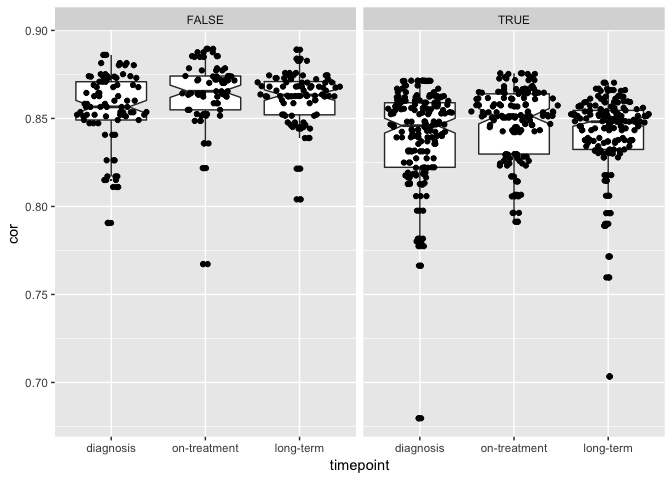 FALSE TRUE
0.90
0.85
0.80
0.75
0.70
cor
diagnosis on-treatment long-term diagnosis on-treatment long-term
timepoint